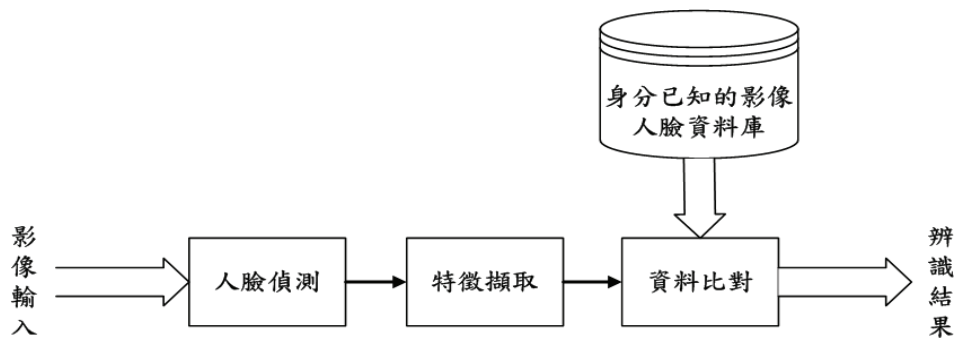 身分已知的影像
人臉資料庫
影像輸入
人臉偵測
特徵擷取
資料比對
辨識結果